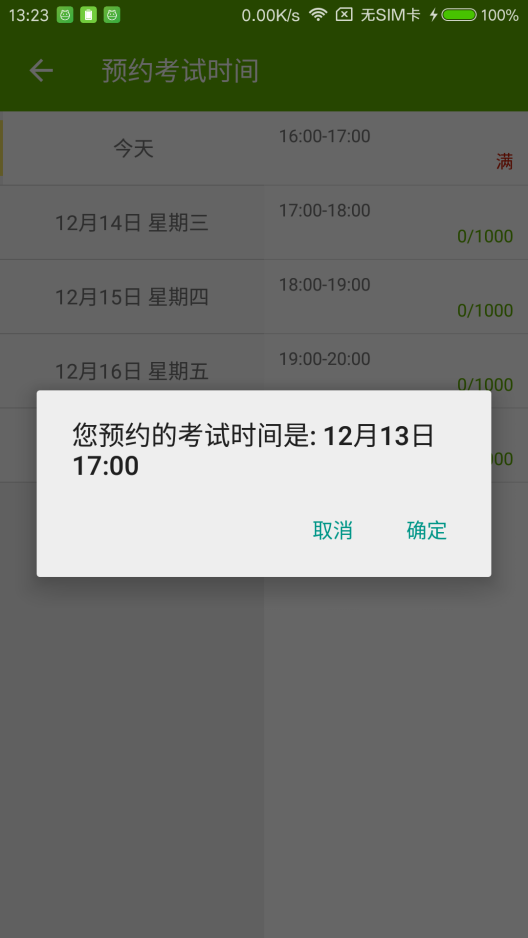 13:23 0.00K/s 无SIM卡 100%
预约考试时间
今天
16:00-17:00
满
12月14日 星期三
17:00-18:00
0/1000
12月15日 星期四
18:00-19:00
0/1000
12月16日 星期五
19:00-20:00
0/1000
您预约的考试时间是: 12月13日
17:00
取消 确定